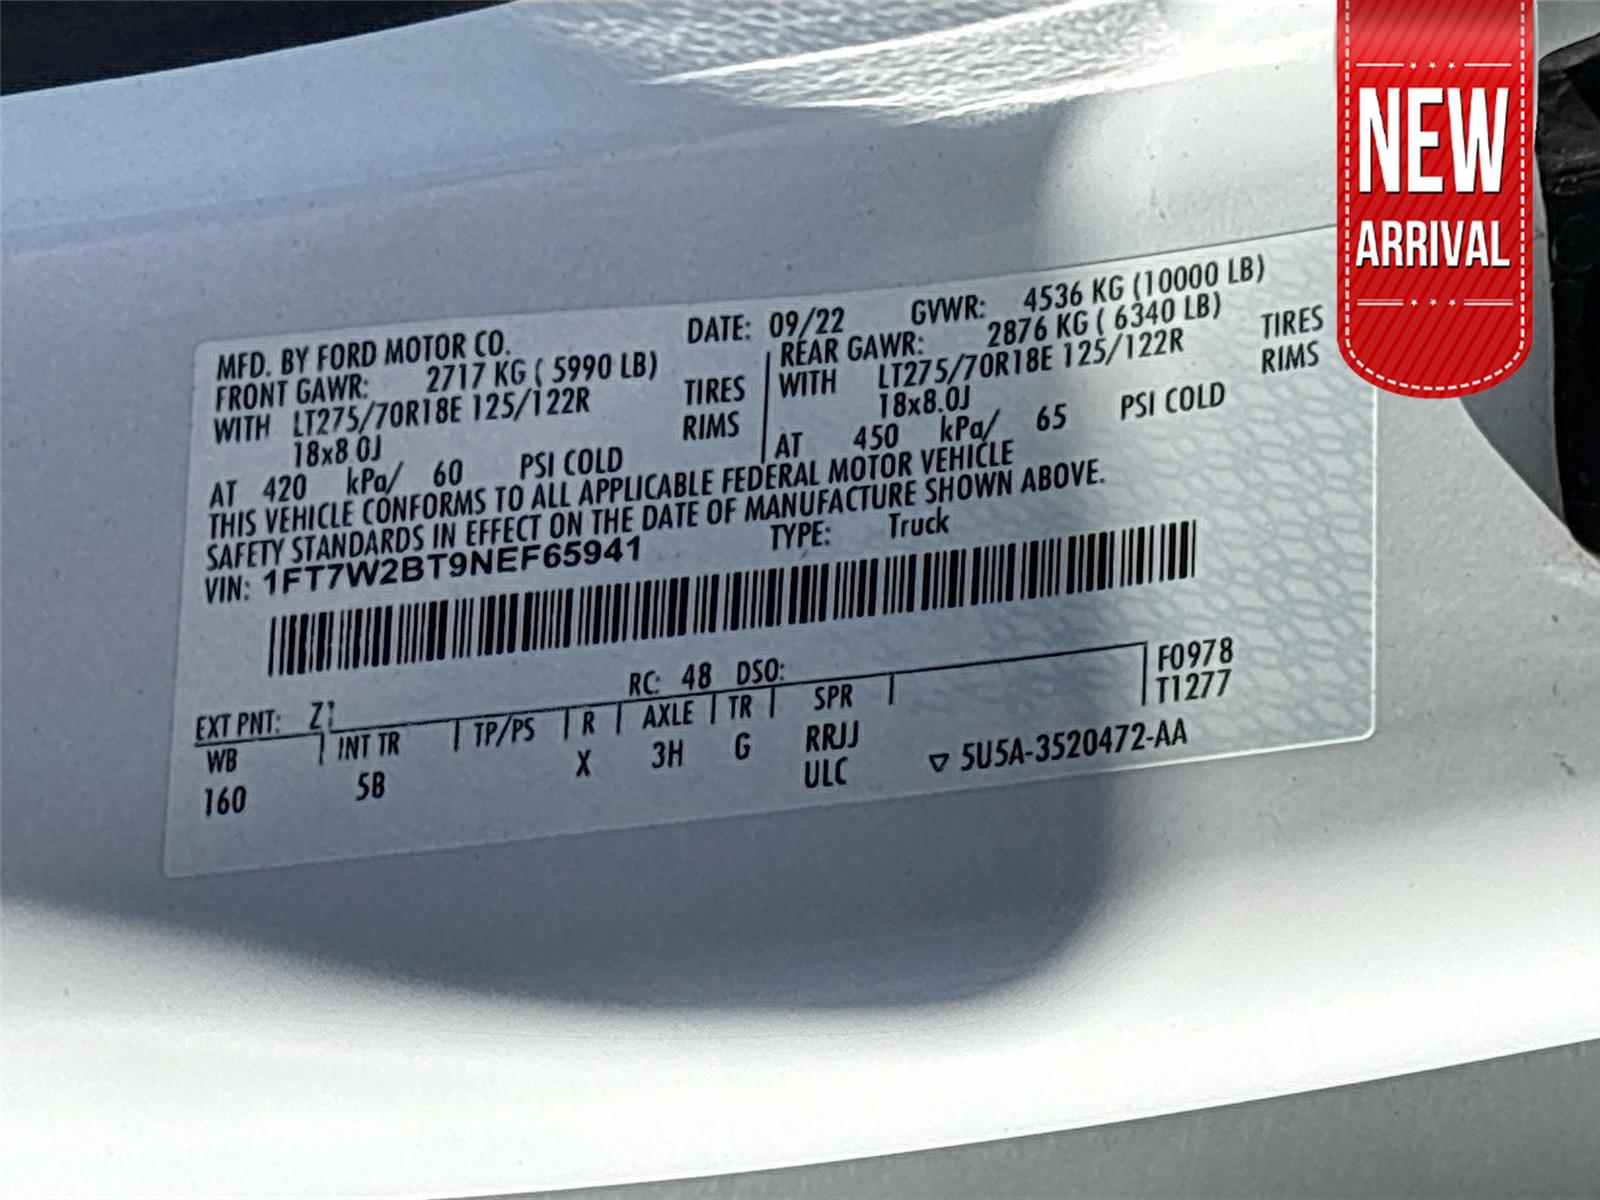 NEW
ARRIVAL
MFD. BY FORD MOTOR CO. DATE: 09/22 GVWR: 4536 KG (10000 LB)
FRONT GAWR: 2717 KG ( 5990 LB) REAR GAWR: 2876 KG ( 6340 LB)
WITH LT275/70R18E 125/122R TIRES WITH LT275/70R18E 125/122R TIRES
18x8.0J RIMS 18x8.0J RIMS
AT 420 kPa/ 60 PSI COLD AT 450 kPa/ 65 PSI COLD
THIS VEHICLE CONFORMS TO ALL APPLICABLE FEDERAL MOTOR VEHICLE
SAFETY STANDARDS IN EFFECT ON THE DATE OF MANUFACTURE SHOWN ABOVE.
VIN: 1FT7W2BT9NEF65941 TYPE: Truck
F0978
T1277
EXT PNT: Z1 RC: 48 DSO:
WB INT TR TP/PS R AXLE TR SPR
160 5B X 3H G RRJJ
ULC
5U5A-3520472-AA